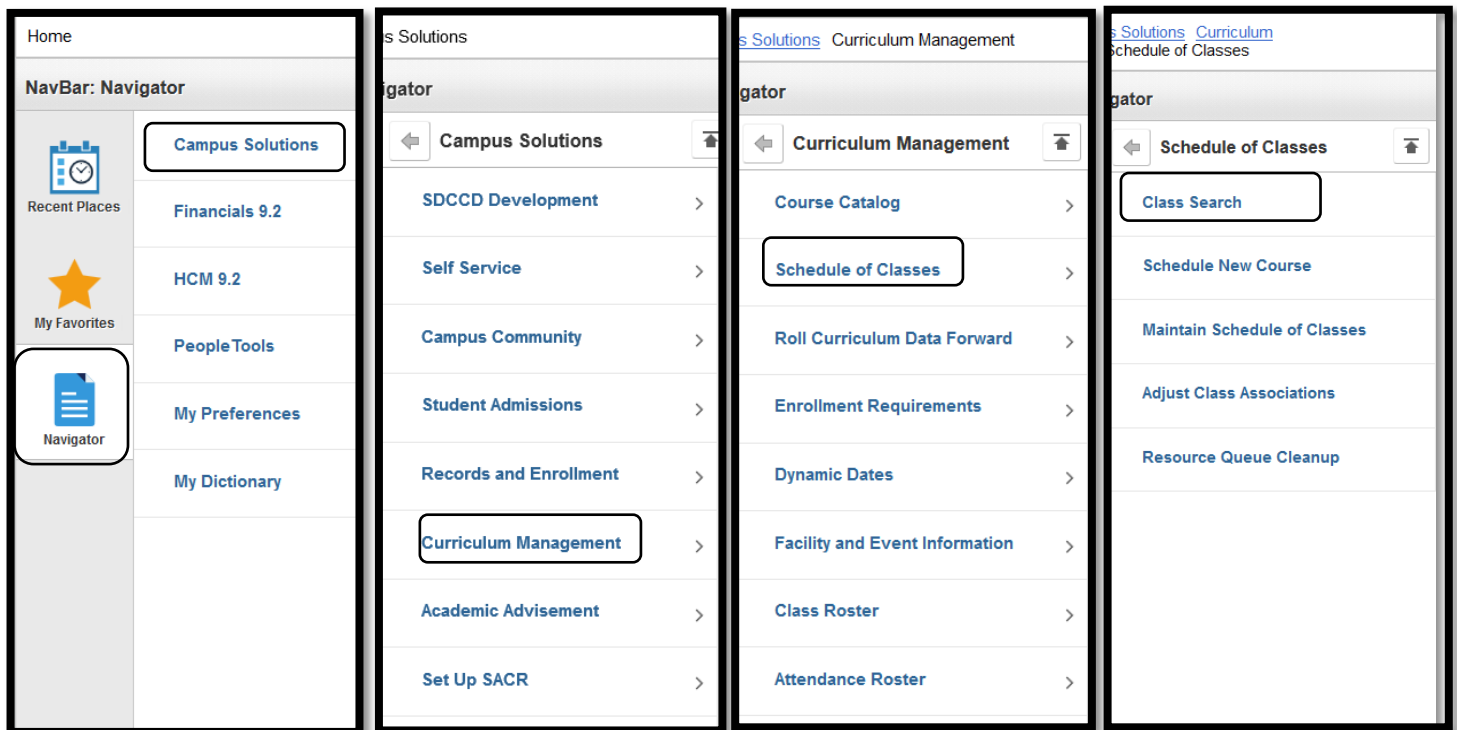 Home
NavBar: Navigator
Recent Places
My Favorites
Navigator
Campus Solutions
Financials 9.2
HCM 9.2
PeopleTools
My Preferences
My Dictionary
s Solutions
igator
Campus Solutions
SDCCD Development
Self Service
Campus Community
Student Admissions
Records and Enrollment
Curriculum Management
Academic Advisement
Set Up SACR
s Solutions Curriculum Management
gator
Curriculum Management
Course Catalog
Schedule of Classes
Roll Curriculum Data Forward
Enrollment Requirements
Dynamic Dates
Facility and Event Information
Class Roster
Attendance Roster
s Solutions Curriculum
Schedule of Classes
gator
Schedule of Classes
Class Search
Schedule New Course
Maintain Schedule of Classes
Adjust Class Associations
Resource Queue Cleanup